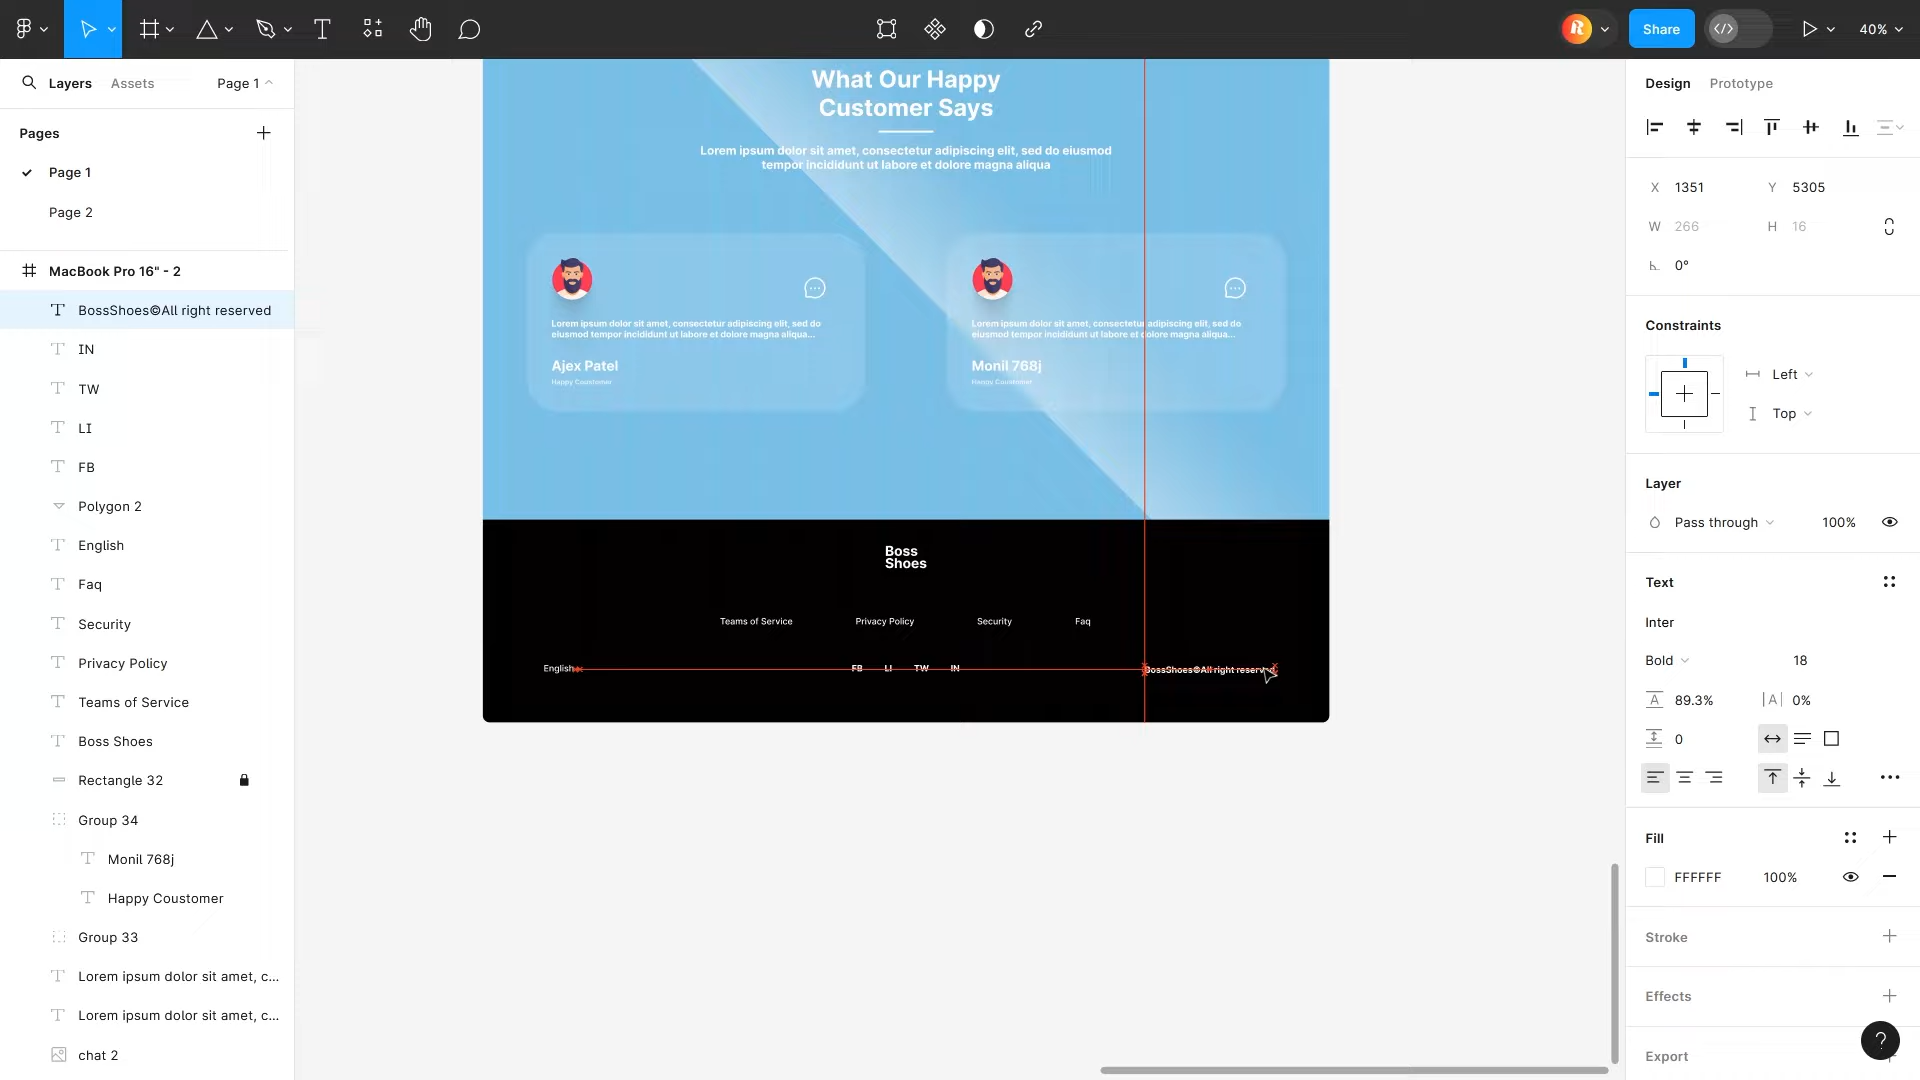 Share
40%
Layers
Assets
Page 1
Pages
Page 1
Page 2
MacBook Pro 16" - 2
BossShoes©All right reserved
IN
TW
LI
FB
Polygon 2
English
Faq
Security
Privacy Policy
Teams of Service
Boss Shoes
Rectangle 32
Group 34
Monil 768j
Happy Coustomer
Group 33
Lorem ipsum dolor sit amet, c...
Lorem ipsum dolor sit amet, c...
chat 2
What Our Happy
Customer Says
Lorem ipsum dolor sit amet, consectetur adipiscing elit, sed do eiusmod
tempor incididunt ut labore et dolore magna aliqua
Lorem ipsum dolor sit amet, consectetur adipiscing elit, sed do
eiusmod tempor incididunt ut labore et dolore magna aliqua...
Ajex Patel
Happy Coustomer
Lorem ipsum dolor sit amet, consectetur adipiscing elit, sed do
eiusmod tempor incididunt ut labore et dolore magna aliqua...
Monil 768j
Happy Coustomer
Boss
Shoes
Teams of Service
Privacy Policy
Security
Faq
English
FB
LI
TW
IN
BossShoes©All right reserved
Design
Prototype
X 1351
Y 5305
W 266
H 16
0°
Constraints
Left
Top
Layer
Pass through
100%
Text
Inter
Bold
18
89.3%
0%
0
Fill
FFFFFF
100%
Stroke
Effects
Export
?